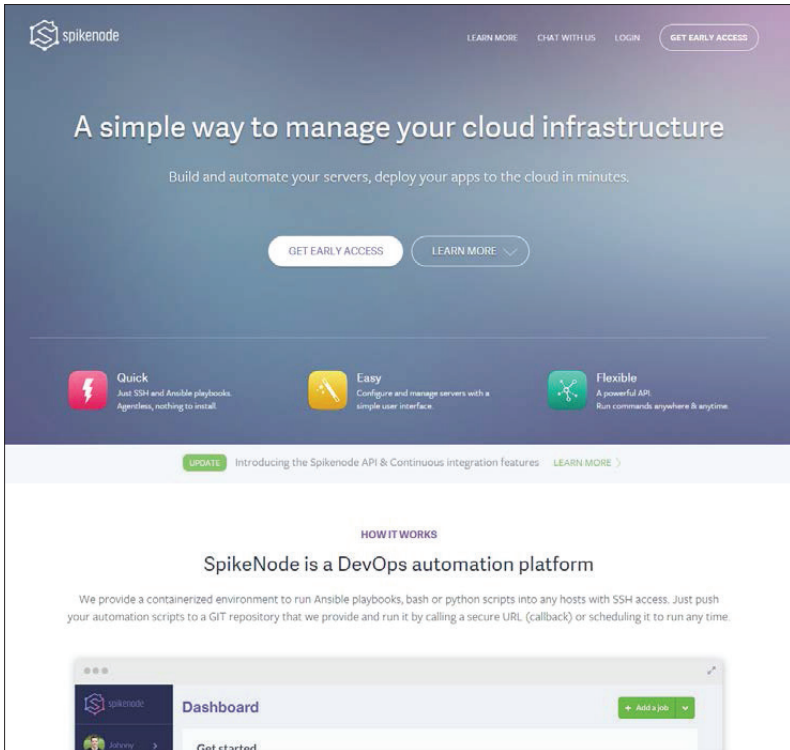 spikenode
LEARN MORE CHAT WITH US LOGIN GET EARLY ACCESS
A simple way to manage your cloud infrastructure
Build and automate your servers, deploy your apps to the cloud in minutes.
GET EARLY ACCESS LEARN MORE
Quick
Just SSH and Ansible playbooks.
Agentless, nothing to install.
Easy
Configure and manage servers with a
simple user interface.
Flexible
A powerful API.
Run commands anywhere & anytime.
UPDATE Introducing the Spikenode API & Continuous integration features LEARN MORE
HOW IT WORKS
SpikeNode is a DevOps automation platform
We provide a containerized environment to run Ansible playbooks, bash or python scripts into any hosts with SSH access. Just push
your automation scripts to a GIT repository that we provide and run it by calling a secure URL (callback) or scheduling it to run any time.
spikenode
Dashboard
+ Add a job
Johnny
Get started